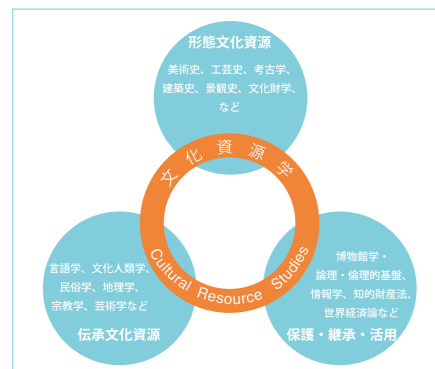 形態文化資源
美術史、工芸史、考古学、
建築史、景観史、文化財学、
など
文化資源学
Cultural Resource Studies
言語学、文化人類学、
民俗学、地理学、
宗教学、芸術学など
伝承文化資源
博物館学・
論理・倫理的基盤、
情報学、知的財産法、
世界経済論など
保護・継承・活用